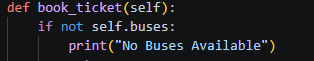 def book_ticket(self):
    if not self.buses:
        print("No Buses Available")